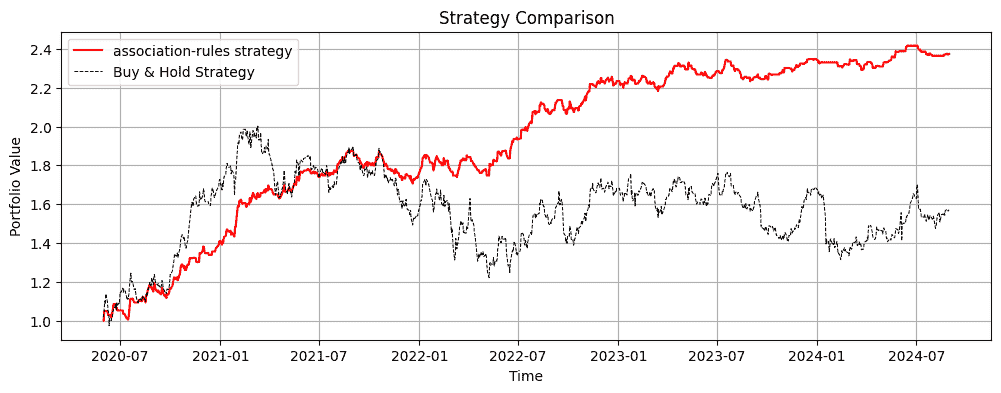 Strategy Comparison
association-rules strategy
Buy & Hold Strategy
Portfolio Value
2.4
2.2
2.0
1.8
1.6
1.4
1.2
1.0
2020-07 2021-01 2021-07 2022-01 2022-07 2023-01 2023-07 2024-01 2024-07
Time